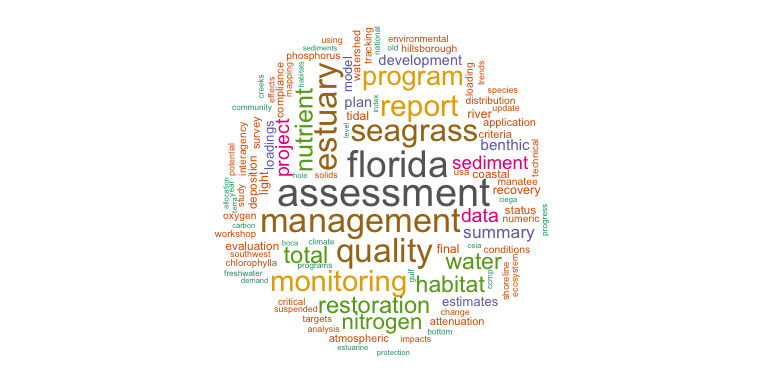 using
environmental
national
tracking
watershed
sediments
old
hillsborough
phosphorus
model
development
habitats
estuary
program
loading
trends
mapping
effects
compliance
creeks
plan
index
report
species
distribution
update
community
nutrient
tidal
river
application
level
seagrass
criteria
project
loadings
survey
interagency
potential
benthic
technical
light
solids
hole
florida
usa
sediment
coastal
deposition
study
year
terra
allocation
manatee
recovery
assessment
ciega
oxygen
carbon
workshop
management
data
status
numeric
progress
summary
evaluation
southwest
boca
climate
quality
final
ceia
conditions
chlorophylla
total
programs
water
ecosystem
shoreline
freshwater
demand
monitoring
gulf
habitat
critical
suspended
restoration
estimates
targets
nitrogen
change
attenuation
analysis
bottom
atmospheric
impacts
estuarine
protection